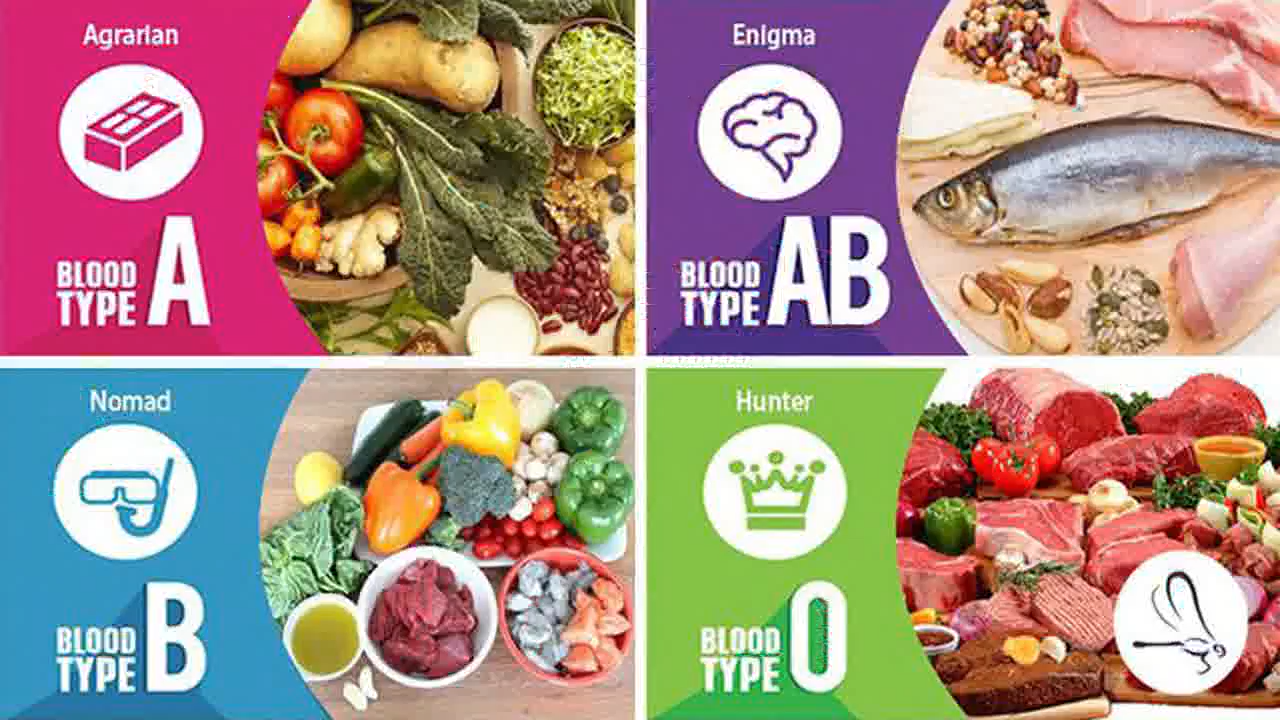 Agrarian
BLOOD
TYPE A
Enigma
BLOOD
TYPE AB
Nomad
BLOOD
TYPE B
Hunter
BLOOD
TYPE O